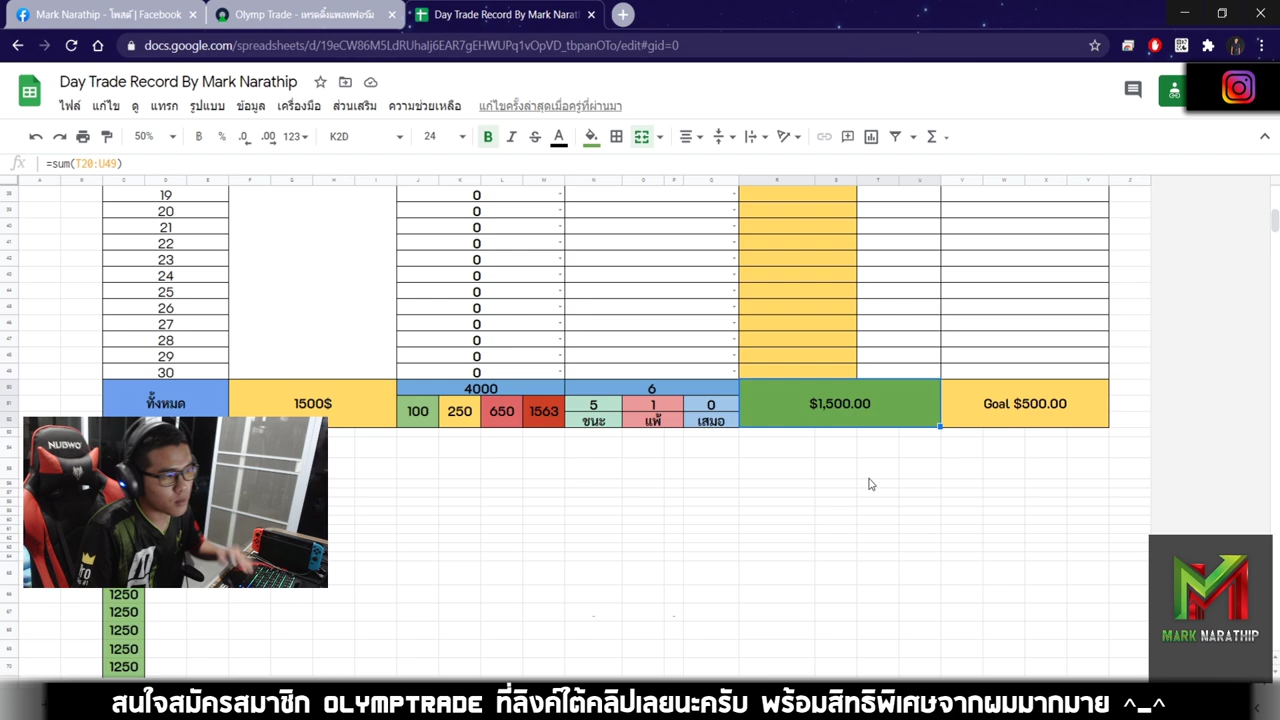 Mark Narathip - โพสต์ | Facebook
Olymp Trade - เทรดดิ้งแพลทฟอร์ม
Day Trade Record By Mark Narat
docs.google.com/spreadsheets/d/19eCW86M5LdRUhaIj6EAR7gEHWUPq1vOpVD_tbpanOTo/edit#gid=0
Day Trade Record By Mark Narathip
ไฟล์ แก้ไข ดู แทรก รูปแบบ ข้อมูล เครื่องมือ ส่วนเสริม ความช่วยเหลือ แก้ไขครั้งล่าสุดเมื่อครู่ที่ผ่านมา
50% ฿ % .0 .00 123 K2D 24 B I S A Σ
fx =sum(T20:U49)
19 0 - -
20 0 - -
21 0 - -
22 0 - -
23 0 - -
24 0 - -
25 0 - -
26 0 - -
27 0 - -
28 0 - -
29 0 - -
30 0 - -
ทั้งหมด 1500$ 4000 6 $1,500.00 Goal $500.00
100 250 650 1563 5 1 0
ชนะ แพ้ เสมอ
NUBWO
1250
1250
1250
1250
1250
MARK NARATHIP
สนใจสมัครสมาชิก OLYMPTRADE ที่ลิงค์ใต้คลิปเลยนะครับ พร้อมสิทธิพิเศษจากผมมากมาย ^_^